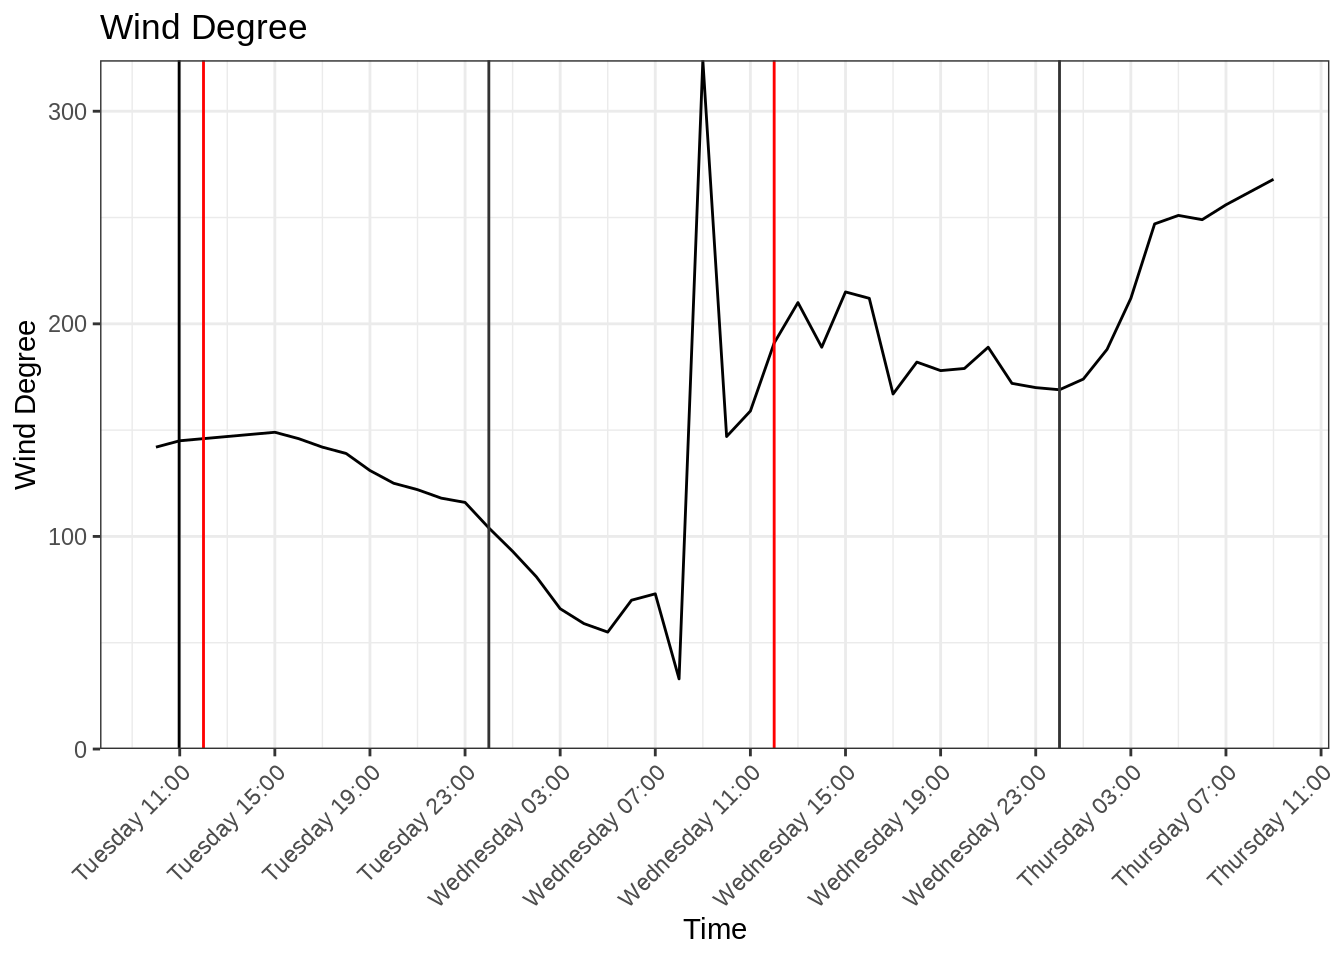 Wind Degree
Wind Degree
300
200
100
0
Tuesday 11:00
Tuesday 15:00
Tuesday 19:00
Tuesday 23:00
Wednesday 03:00
Wednesday 07:00
Wednesday 11:00
Wednesday 15:00
Wednesday 19:00
Wednesday 23:00
Thursday 03:00
Thursday 07:00
Thursday 11:00
Time